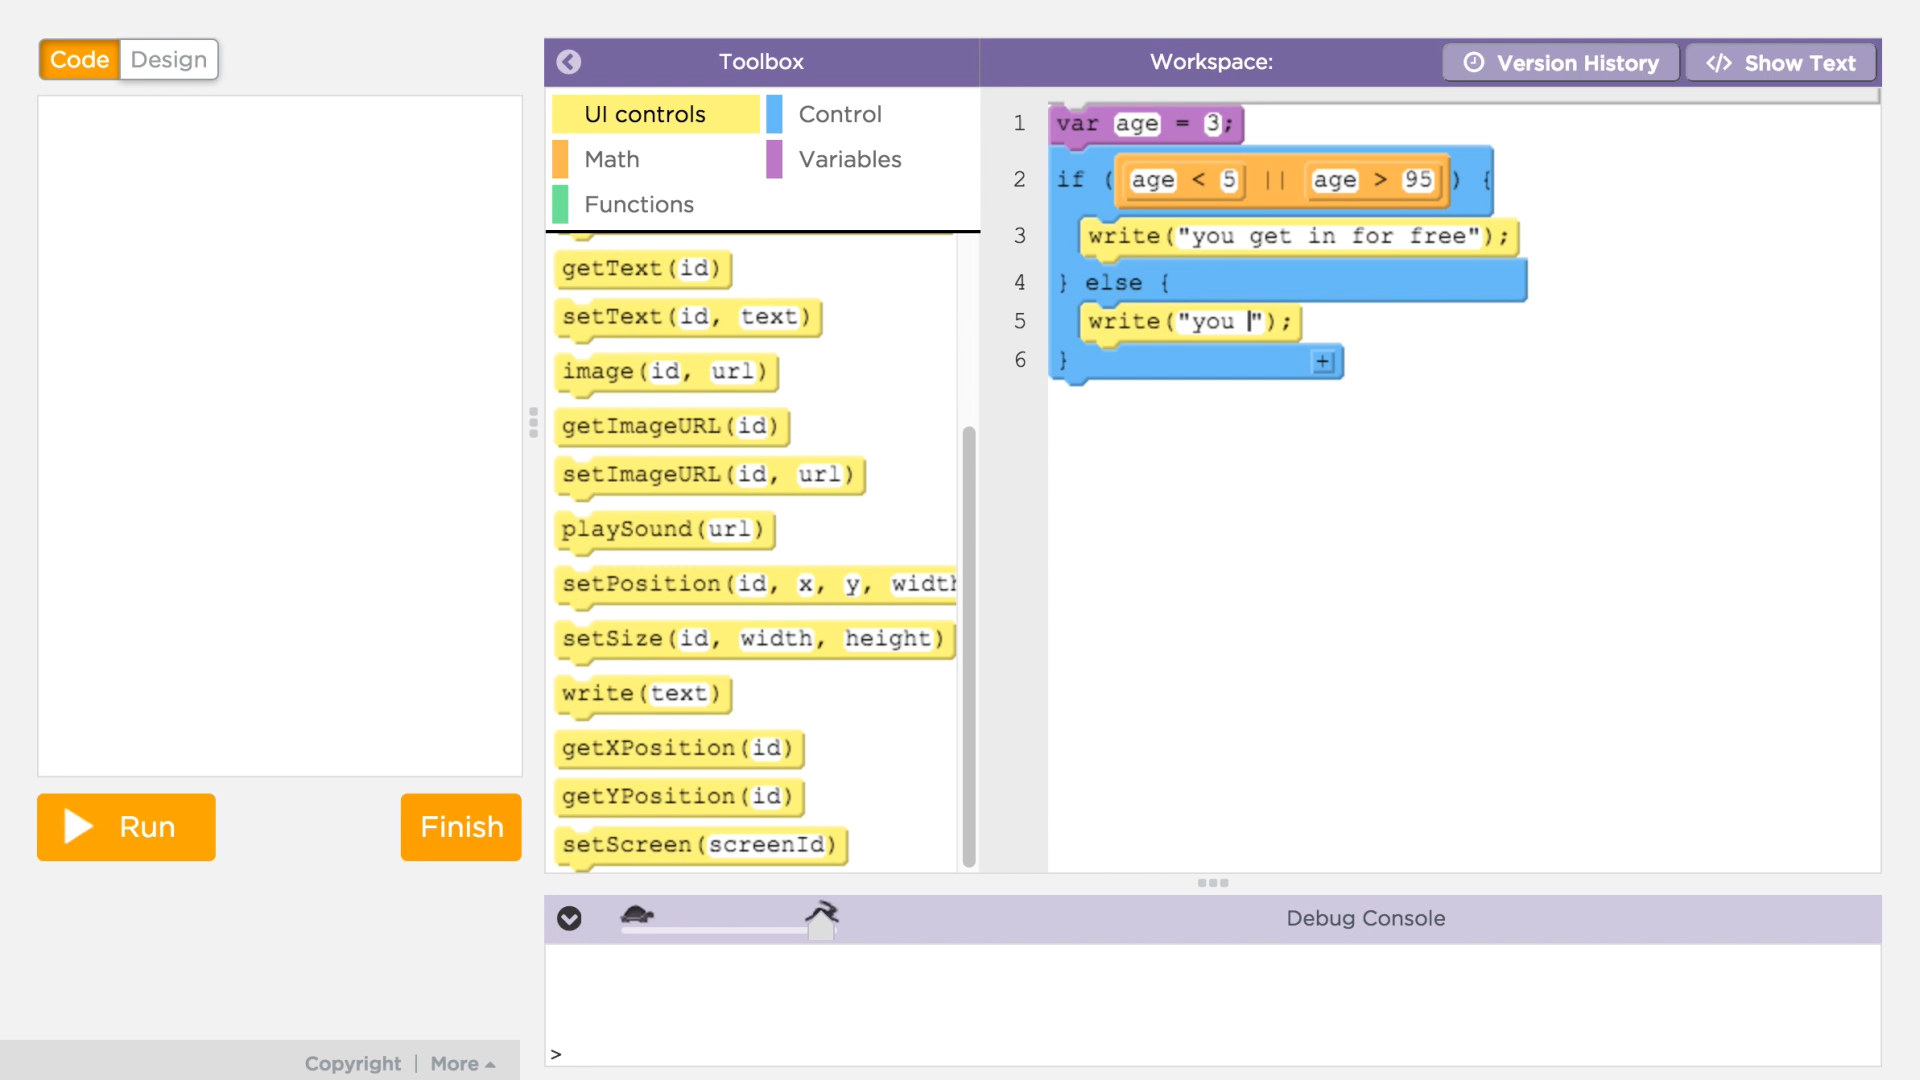 Code Design
Toolbox
Workspace:
Version History
</> Show Text
UI controls
Control
Math
Variables
Functions
getText(id)
setText(id, text)
image(id, url)
getImageURL(id)
setImageURL(id, url)
playSound(url)
setPosition(id, x, y, width
setSize(id, width, height)
write(text)
getXPosition(id)
getYPosition(id)
setScreen(screenId)
1 var age = 3;
2 if ( age < 5 || age > 95 ) {
3 write("you get in for free");
4 } else {
5 write("you ");
6 } +
Run
Finish
Debug Console
>
Copyright | More